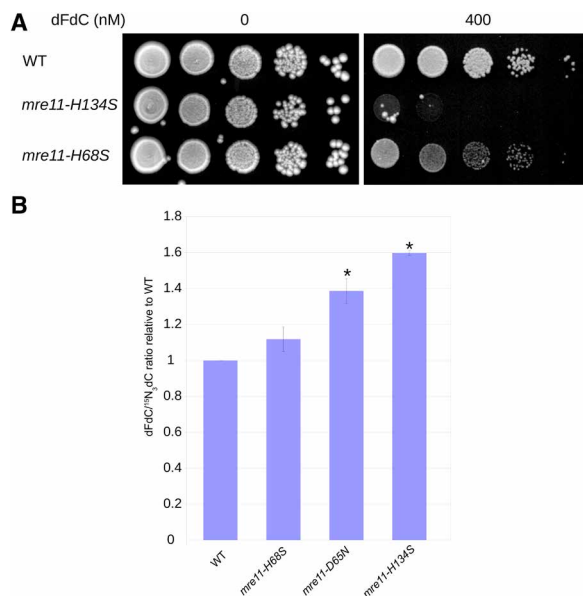 A
dFdC (nM) 0 400
WT
mre11-H134S
mre11-H68S
B
1.8
1.6
1.4
1.2
1
0.8
0.6
0.4
0.2
0
dFdC/¹⁵N₃dC ratio relative to WT
* *
WT mre11-H68S mre11-D65N mre11-H134S